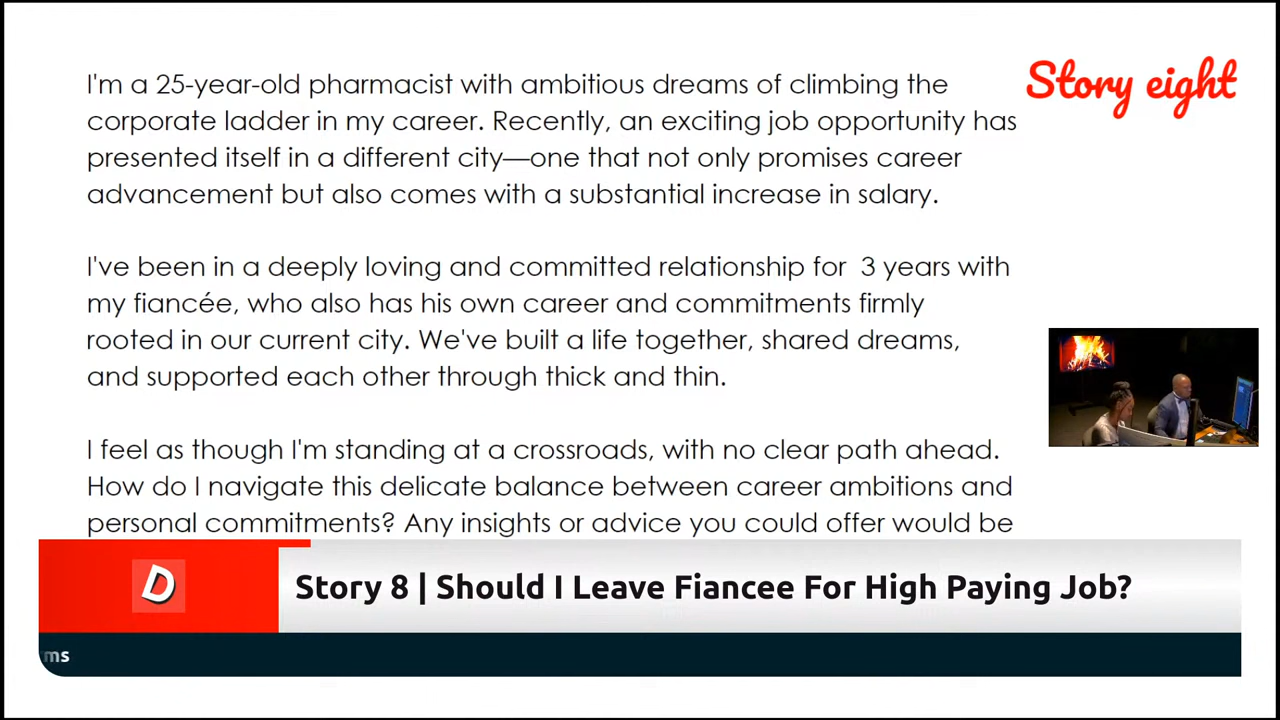 Story eight
I'm a 25-year-old pharmacist with ambitious dreams of climbing the
corporate ladder in my career. Recently, an exciting job opportunity has
presented itself in a different city—one that not only promises career
advancement but also comes with a substantial increase in salary.
I've been in a deeply loving and committed relationship for  3 years with
my fiancée, who also has his own career and commitments firmly
rooted in our current city. We've built a life together, shared dreams,
and supported each other through thick and thin.
I feel as though I'm standing at a crossroads, with no clear path ahead.
How do I navigate this delicate balance between career ambitions and
personal commitments? Any insights or advice you could offer would be
D
Story 8 | Should I Leave Fiancee For High Paying Job?
ms